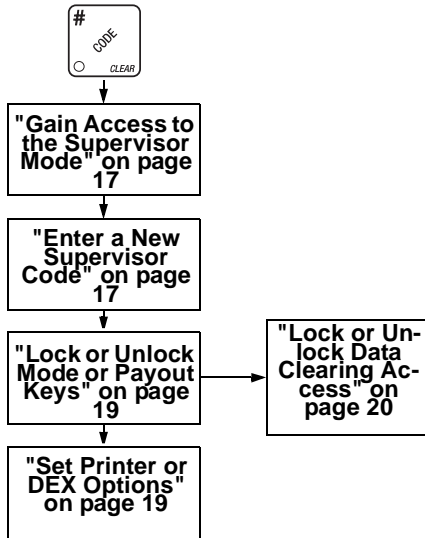 #
CODE
CLEAR
"Gain Access to
the Supervisor
Mode" on page
17
"Enter a New
Supervisor
Code" on page
17
"Lock or Unlock
Mode or Payout
Keys" on page
19
"Lock or Un-
lock Data
Clearing Ac-
cess" on
page 20
"Set Printer or
DEX Options"
on page 19